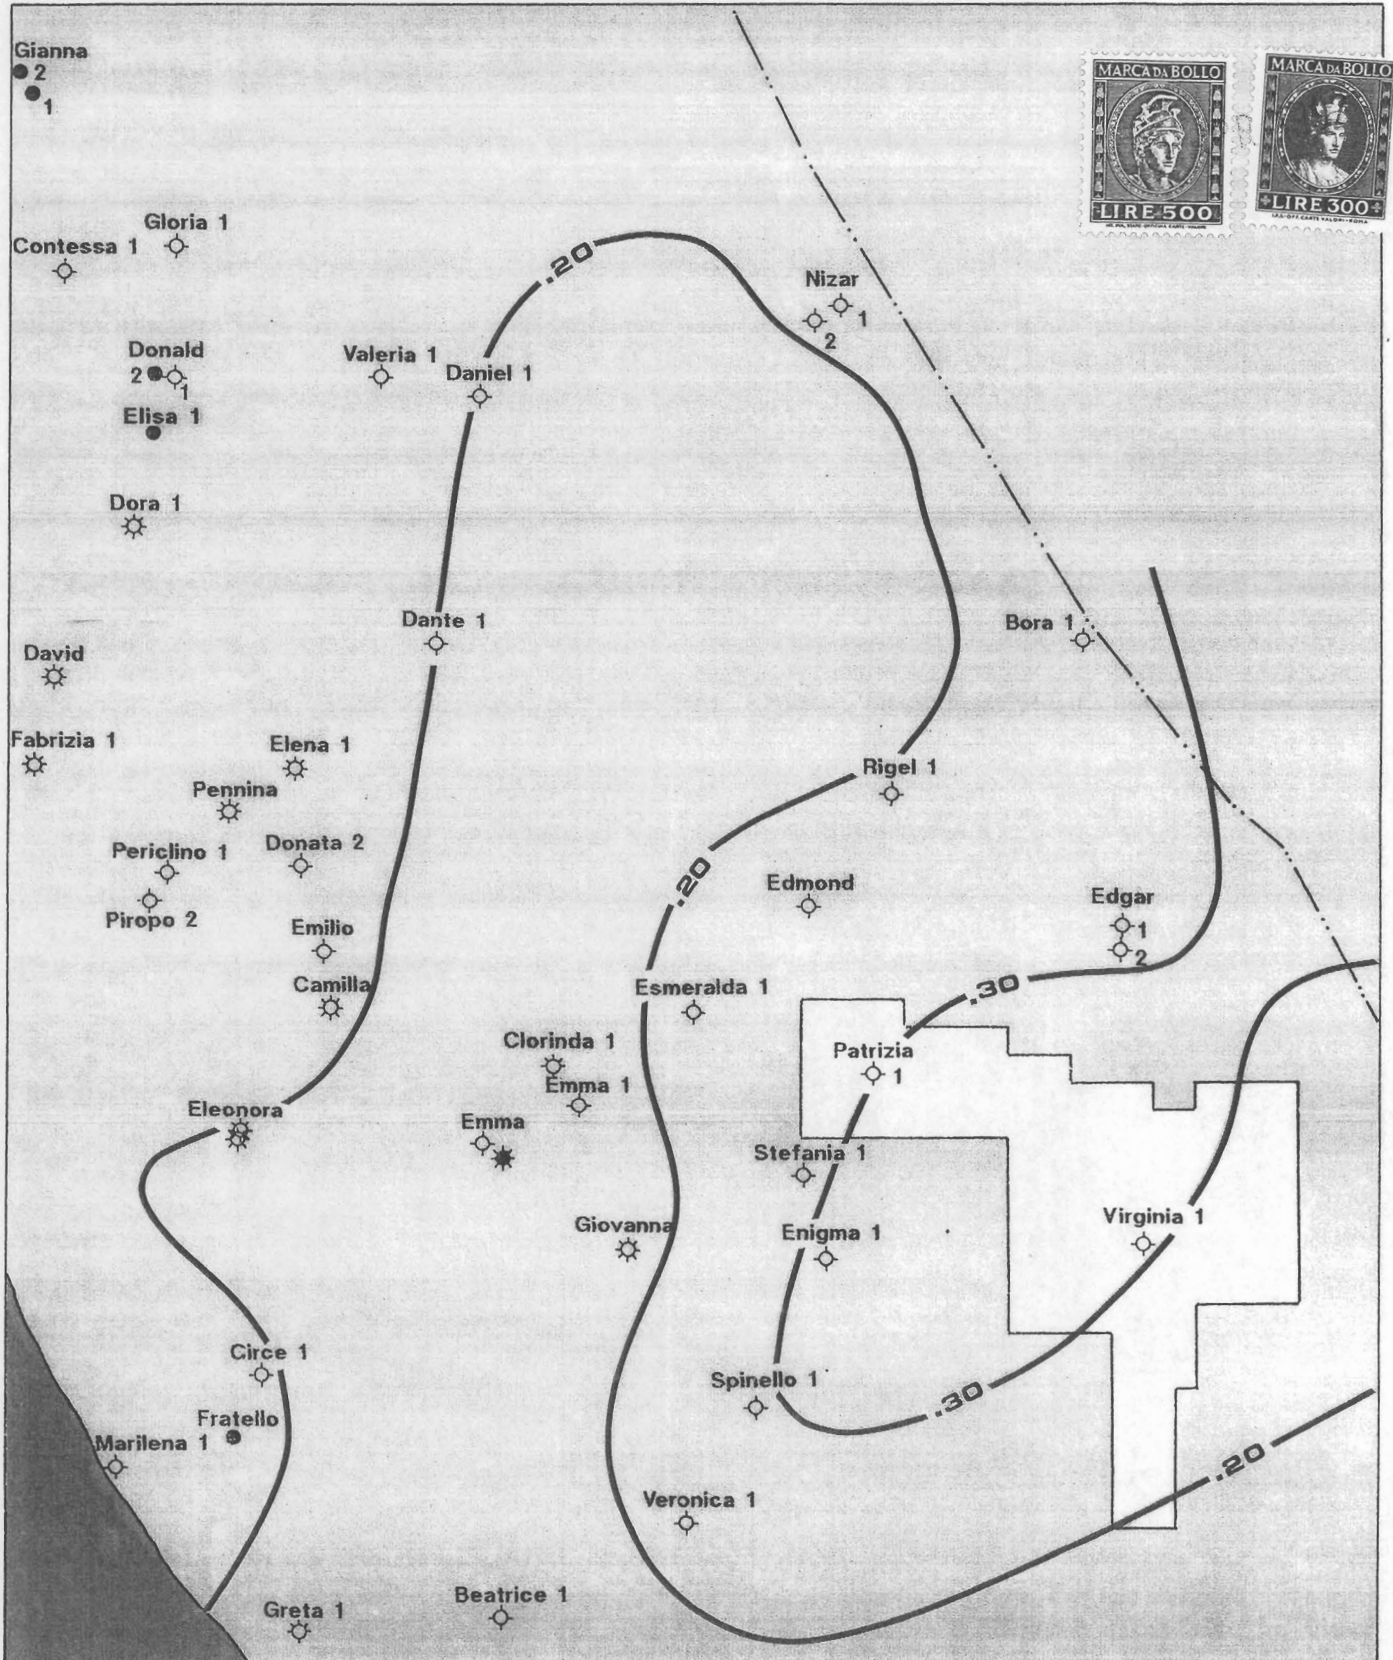 Gianna
2
1
MARCA DA BOLLO
LIRE 500
MARCA DA BOLLO
LIRE 300
I.P.S.-OFF. CARTE VALORI-ROMA
Gloria 1
Contessa 1
.20
Nizar
1
2
Donald
2
1
Valeria 1
Daniel 1
Elisa 1
Dora 1
Dante 1
Bora 1
David
Fabrizia 1
Elena 1
Rigel 1
Pennina
Periclino 1
Donata 2
.20
Edmond
Edgar
1
2
Piropo 2
Emilio
Camilla
Esmeralda 1
.30
Clorinda 1
Patrizia
1
Emma 1
Eleonora
Emma
Stefania 1
Giovanna
Enigma 1
Virginia 1
Circe 1
Spinello 1
.30
Fratello
Marilena 1
.20
Veronica 1
Beatrice 1
Greta 1